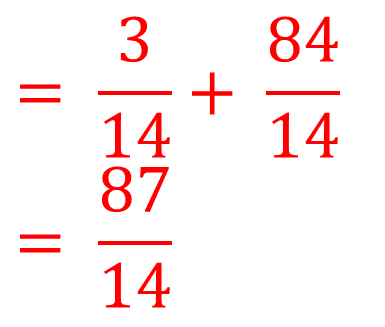 = 3/14 + 84/14
= 87/14